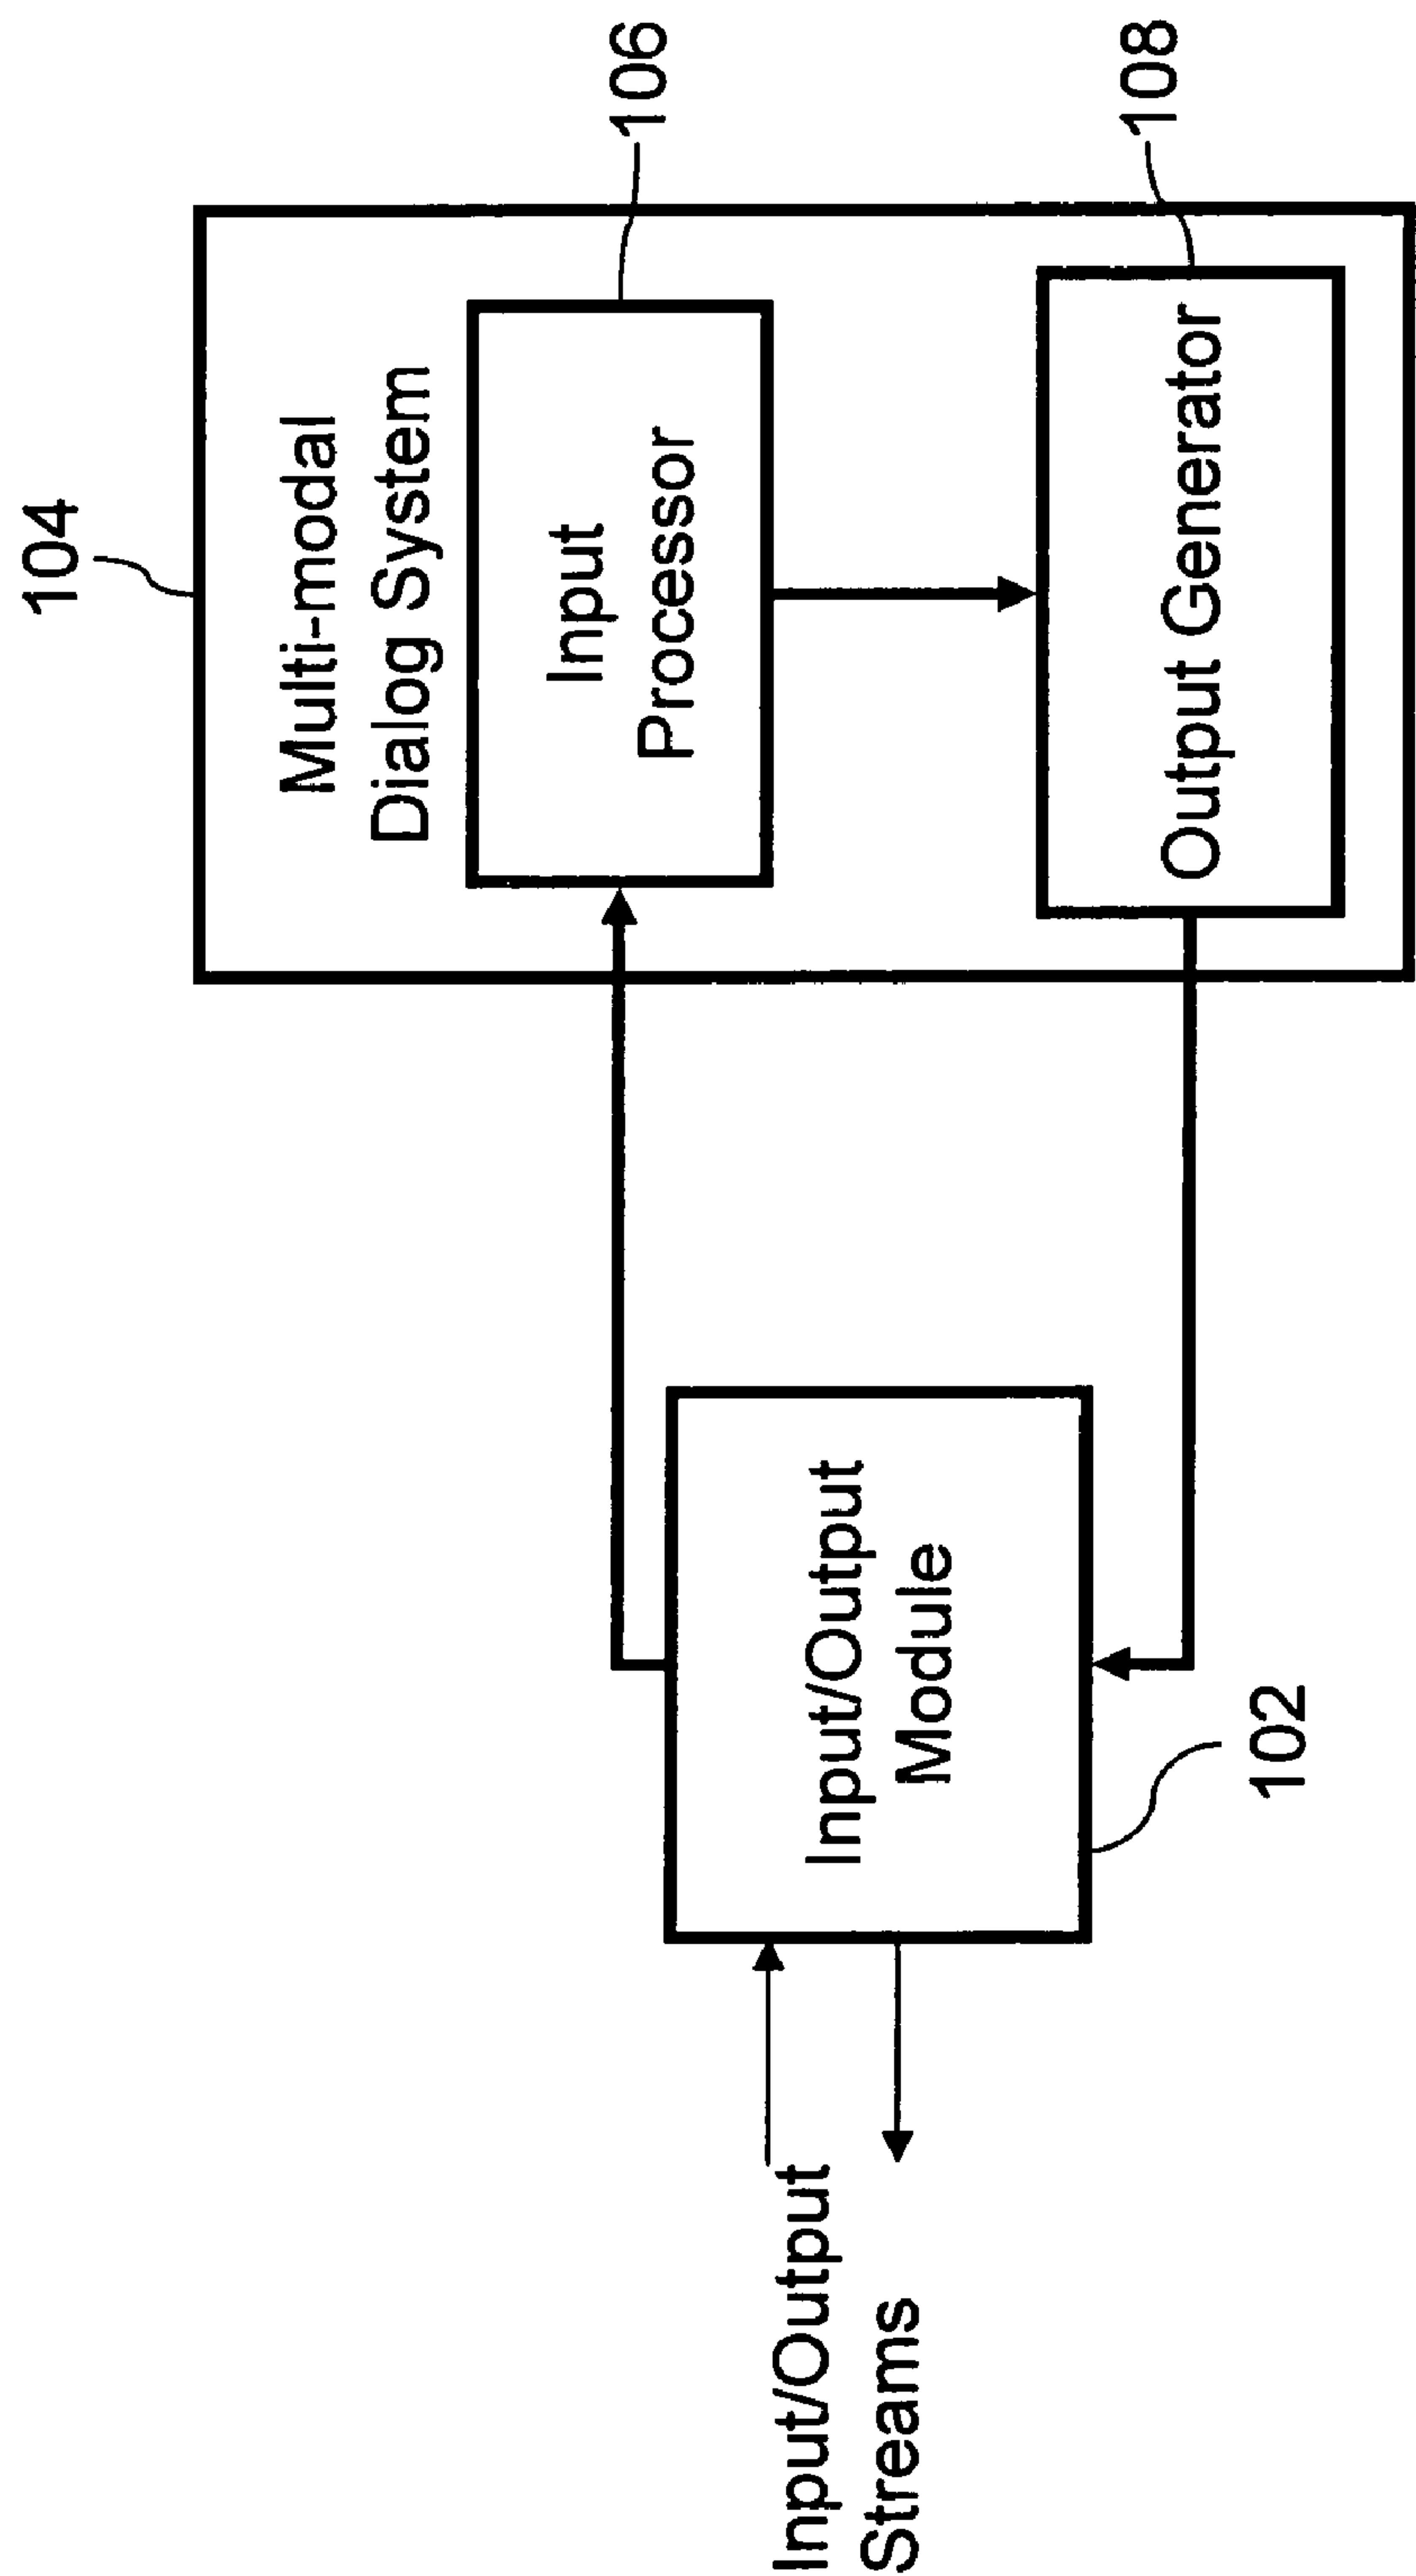 104
Multi-modal
Dialog System
Input
Processor
106
Output Generator
108
Input/Output
Module
102
Input/Output
Streams